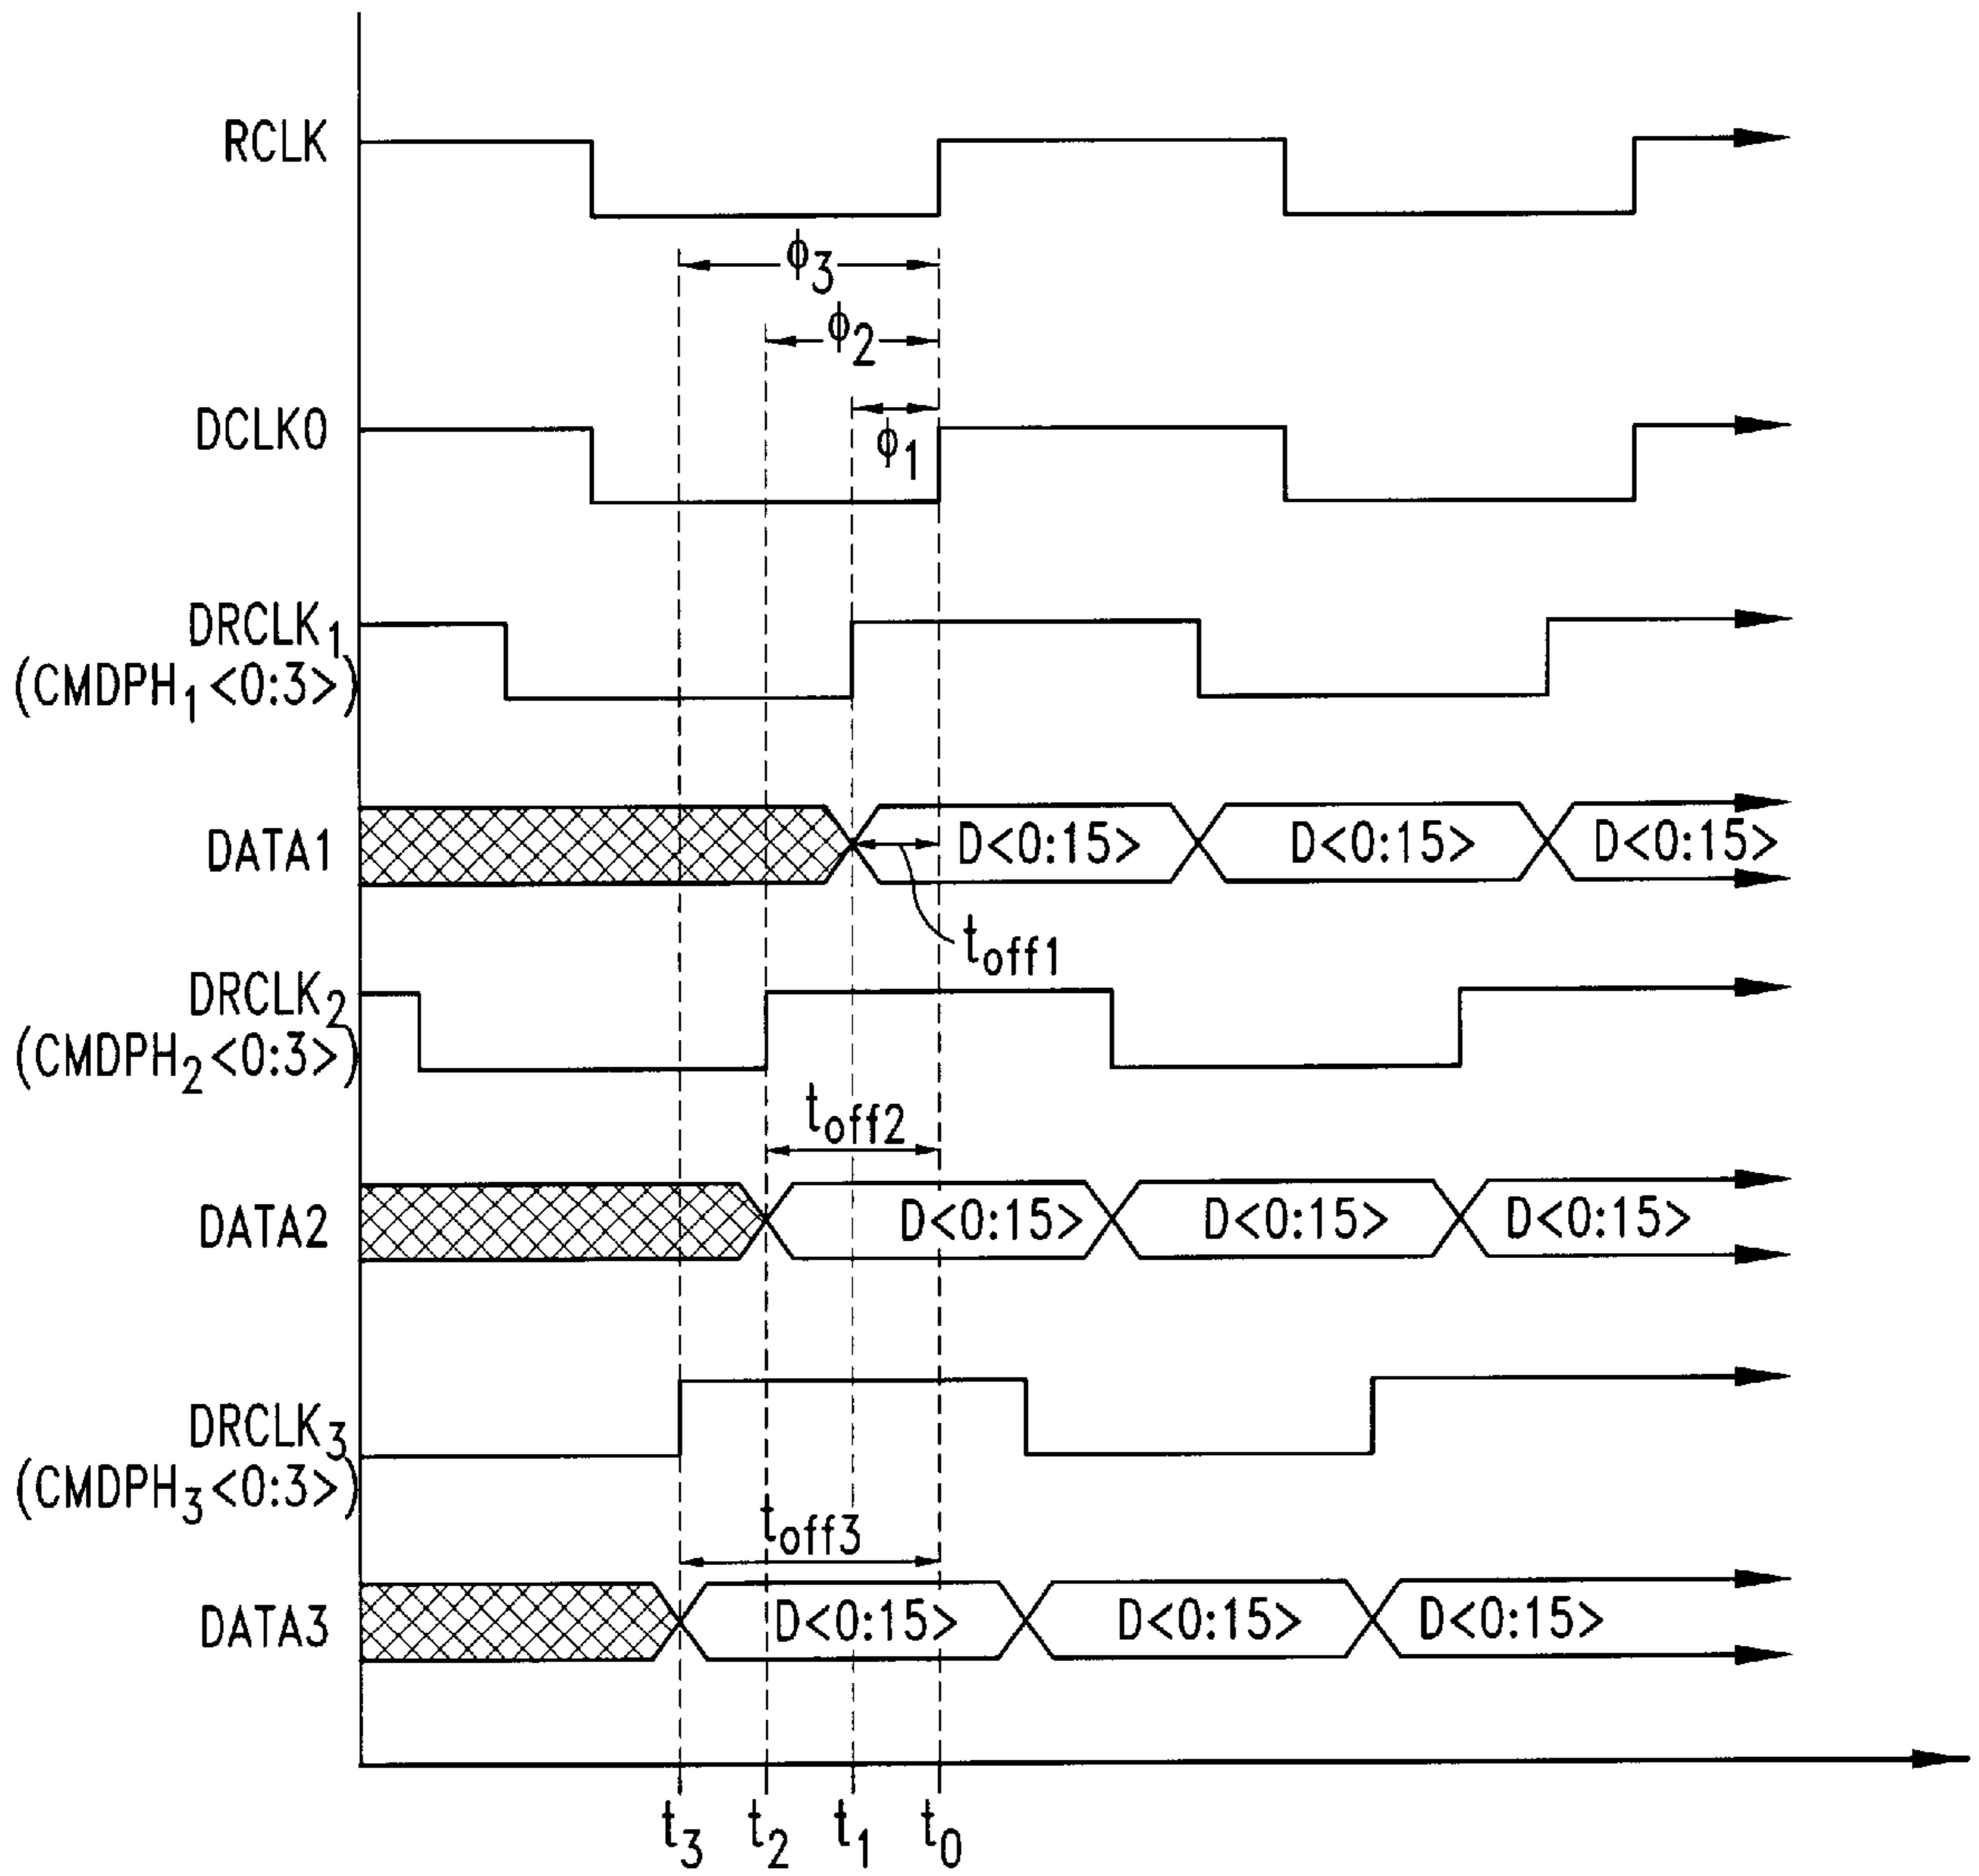 RCLK
ϕ3
ϕ2
DCLK0
ϕ1
DRCLK1
(CMDPH1<0:3>)
DATA1
D<0:15> D<0:15> D<0:15>
toff1
DRCLK2
(CMDPH2<0:3>)
toff2
DATA2
D<0:15> D<0:15> D<0:15>
DRCLK3
(CMDPH3<0:3>)
toff3
DATA3
D<0:15> D<0:15> D<0:15>
t3 t2 t1 t0